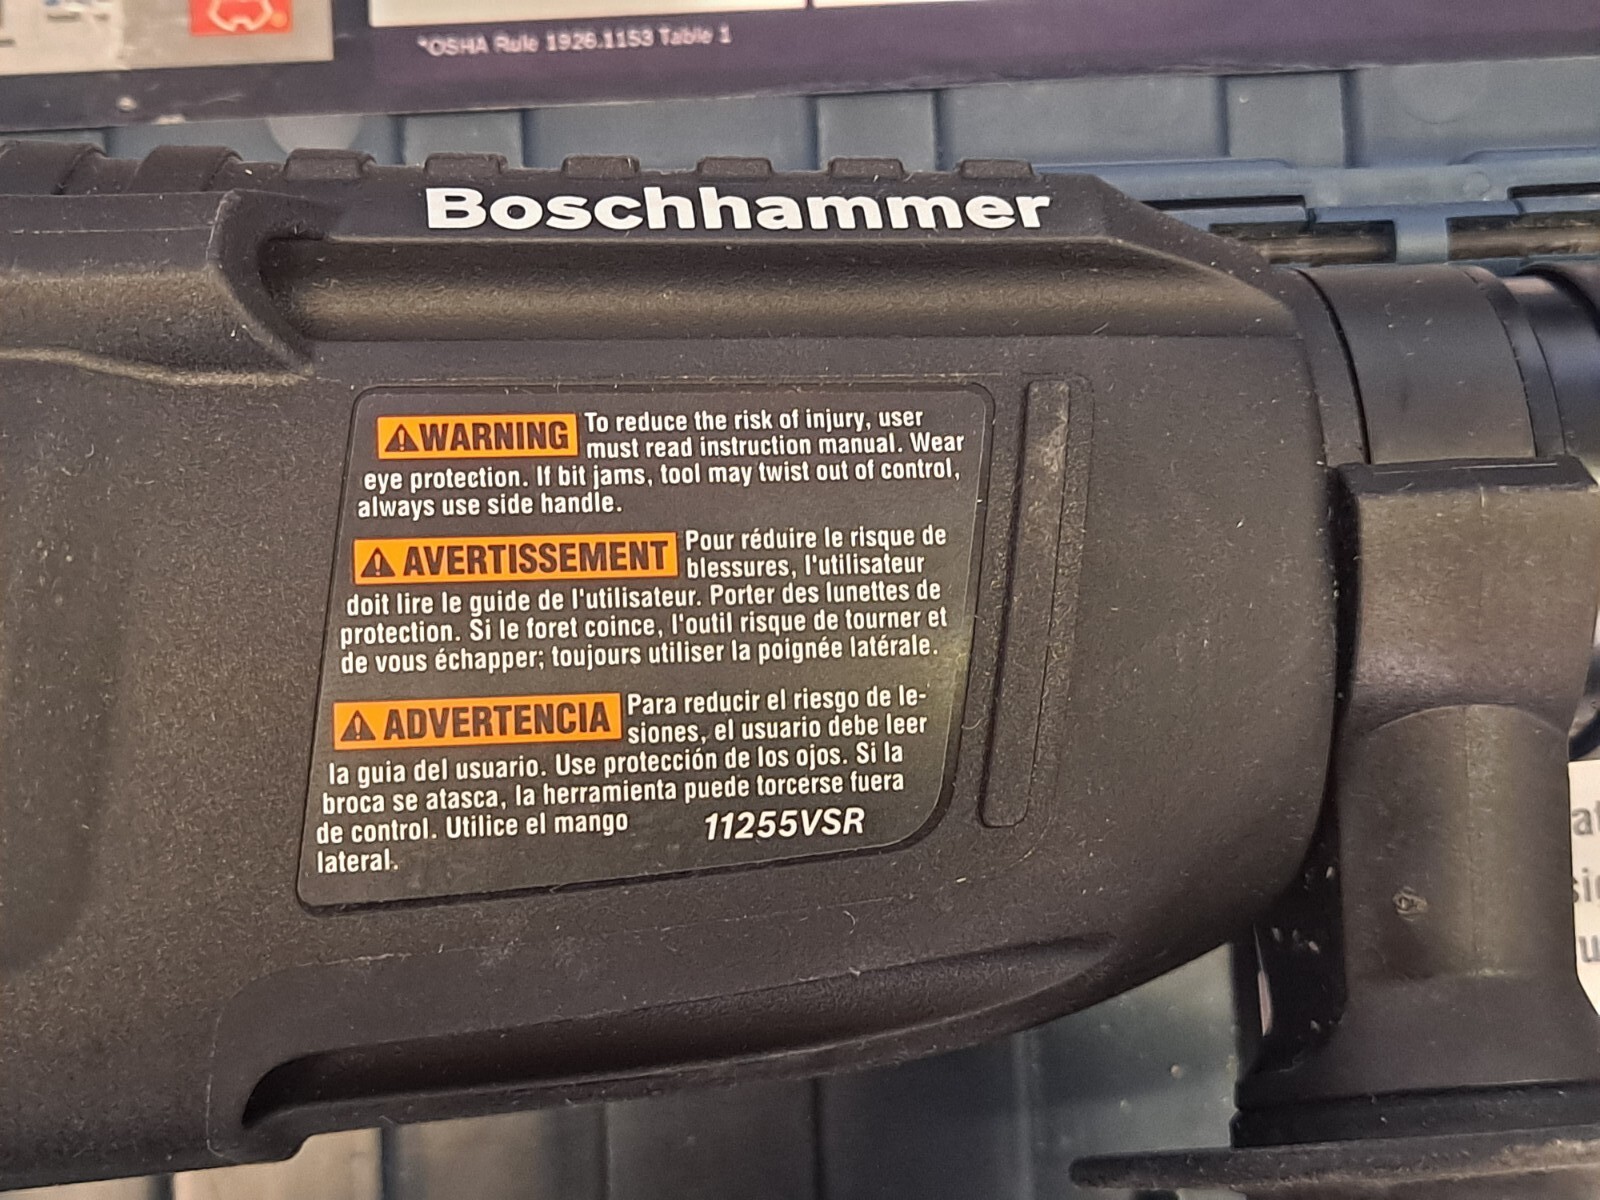 *OSHA Rule 1926.1153 Table 1
Boschhammer
WARNING To reduce the risk of injury, user
must read instruction manual. Wear
eye protection. If bit jams, tool may twist out of control,
always use side handle.
AVERTISSEMENT Pour réduire le risque de
blessures, l'utilisateur
doit lire le guide de l'utilisateur. Porter des lunettes de
protection. Si le foret coince, l'outil risque de tourner et
de vous échapper; toujours utiliser la poignée latérale.
ADVERTENCIA Para reducir el riesgo de le-
siones, el usuario debe leer
la guia del usuario. Use protección de los ojos. Si la
broca se atasca, la herramienta puede torcerse fuera
de control. Utilice el mango 11255VSR
lateral.